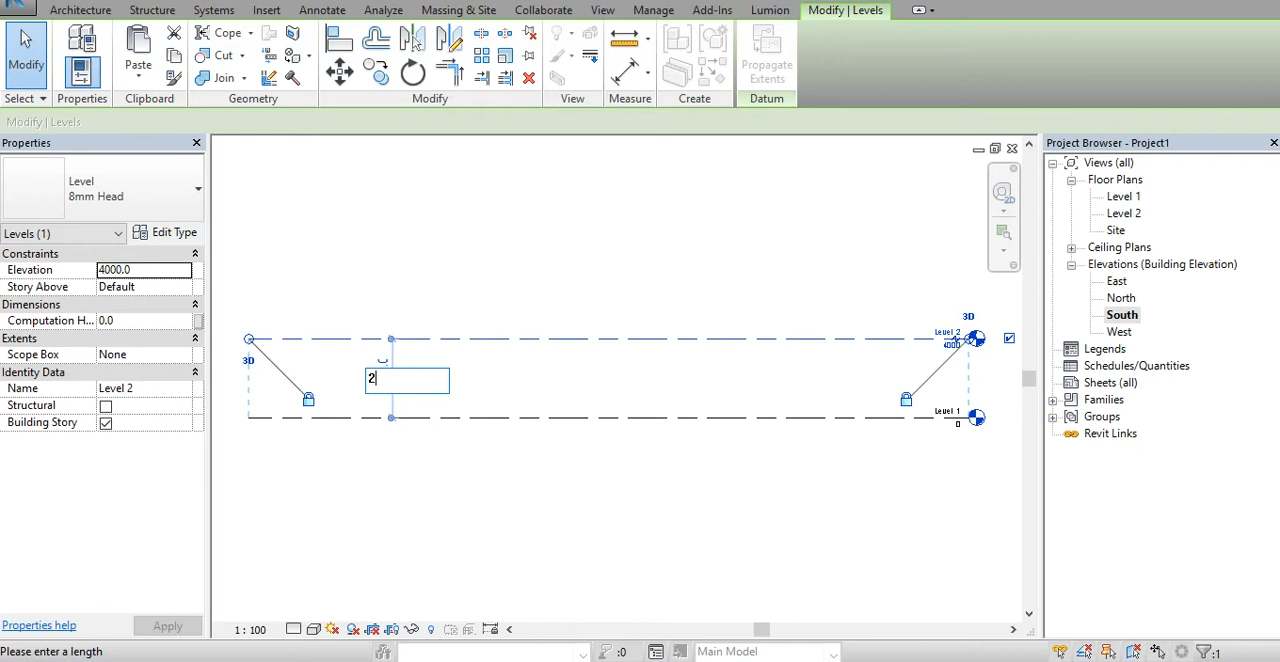 Architecture Structure Systems Insert Annotate Analyze Massing & Site Collaborate View Manage Add-Ins Lumion Modify | Levels
Modify
Select
Properties
Paste
Clipboard
Cope
Cut
Join
Geometry
Modify
View
Measure
Create
Propagate
Extents
Datum
Modify | Levels
Properties
Level
8mm Head
Levels (1)
Edit Type
Constraints
Elevation 4000.0
Story Above Default
Dimensions
Computation H... 0.0
Extents
Scope Box None
Identity Data
Name Level 2
Structural
Building Story
Properties help
Apply
2D
3D
Level 2
4000
3D
2
Level 1
0
1 : 100
Project Browser - Project1
Views (all)
Floor Plans
Level 1
Level 2
Site
Ceiling Plans
Elevations (Building Elevation)
East
North
South
West
Legends
Schedules/Quantities
Sheets (all)
Families
Groups
Revit Links
Please enter a length
:0
Main Model
:1